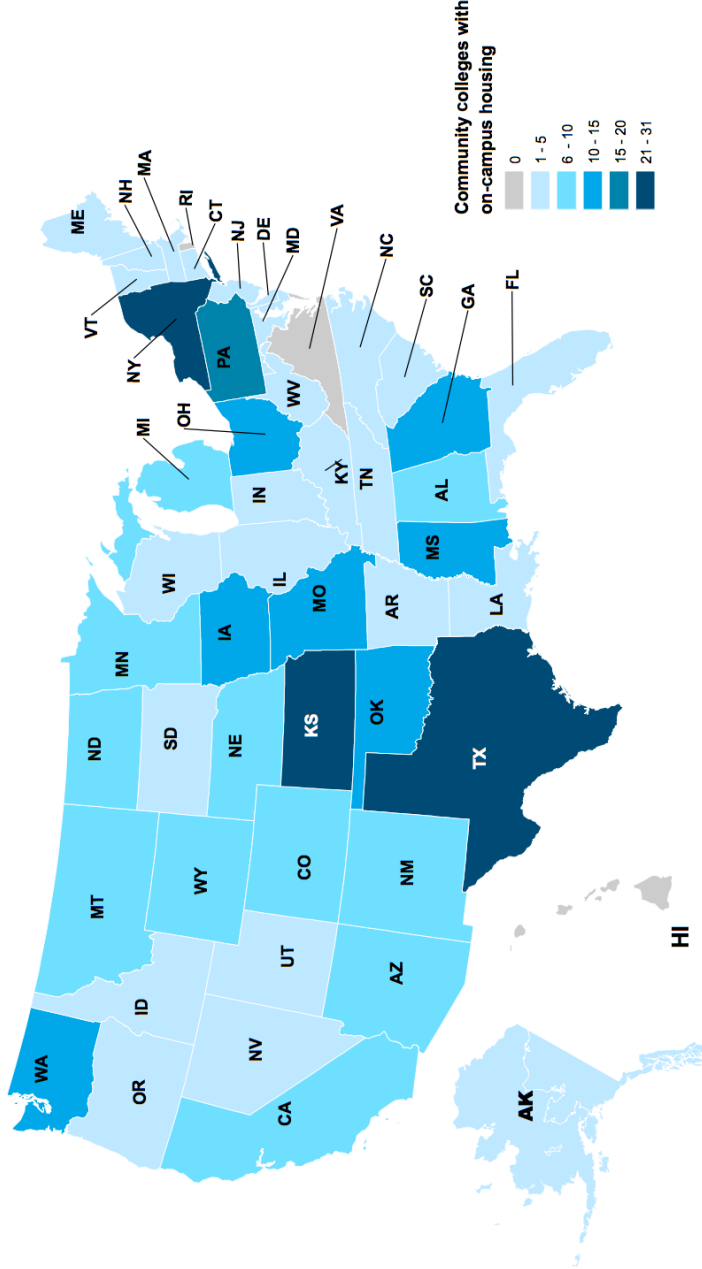 WA
OR
CA
ID
NV
MT
WY
UT
AZ
CO
NM
ND
SD
NE
KS
OK
TX
MN
IA
MO
AR
LA
WI
IL
MS
MI
IN
KY
TN
AL
OH
WV
GA
SC
NC
VA
FL
PA
NY
VT
ME
NH
MA
RI
CT
NJ
DE
MD
AK
HI
Community colleges with
on-campus housing
0
1 - 5
6 - 10
10 - 15
15 - 20
21 - 31